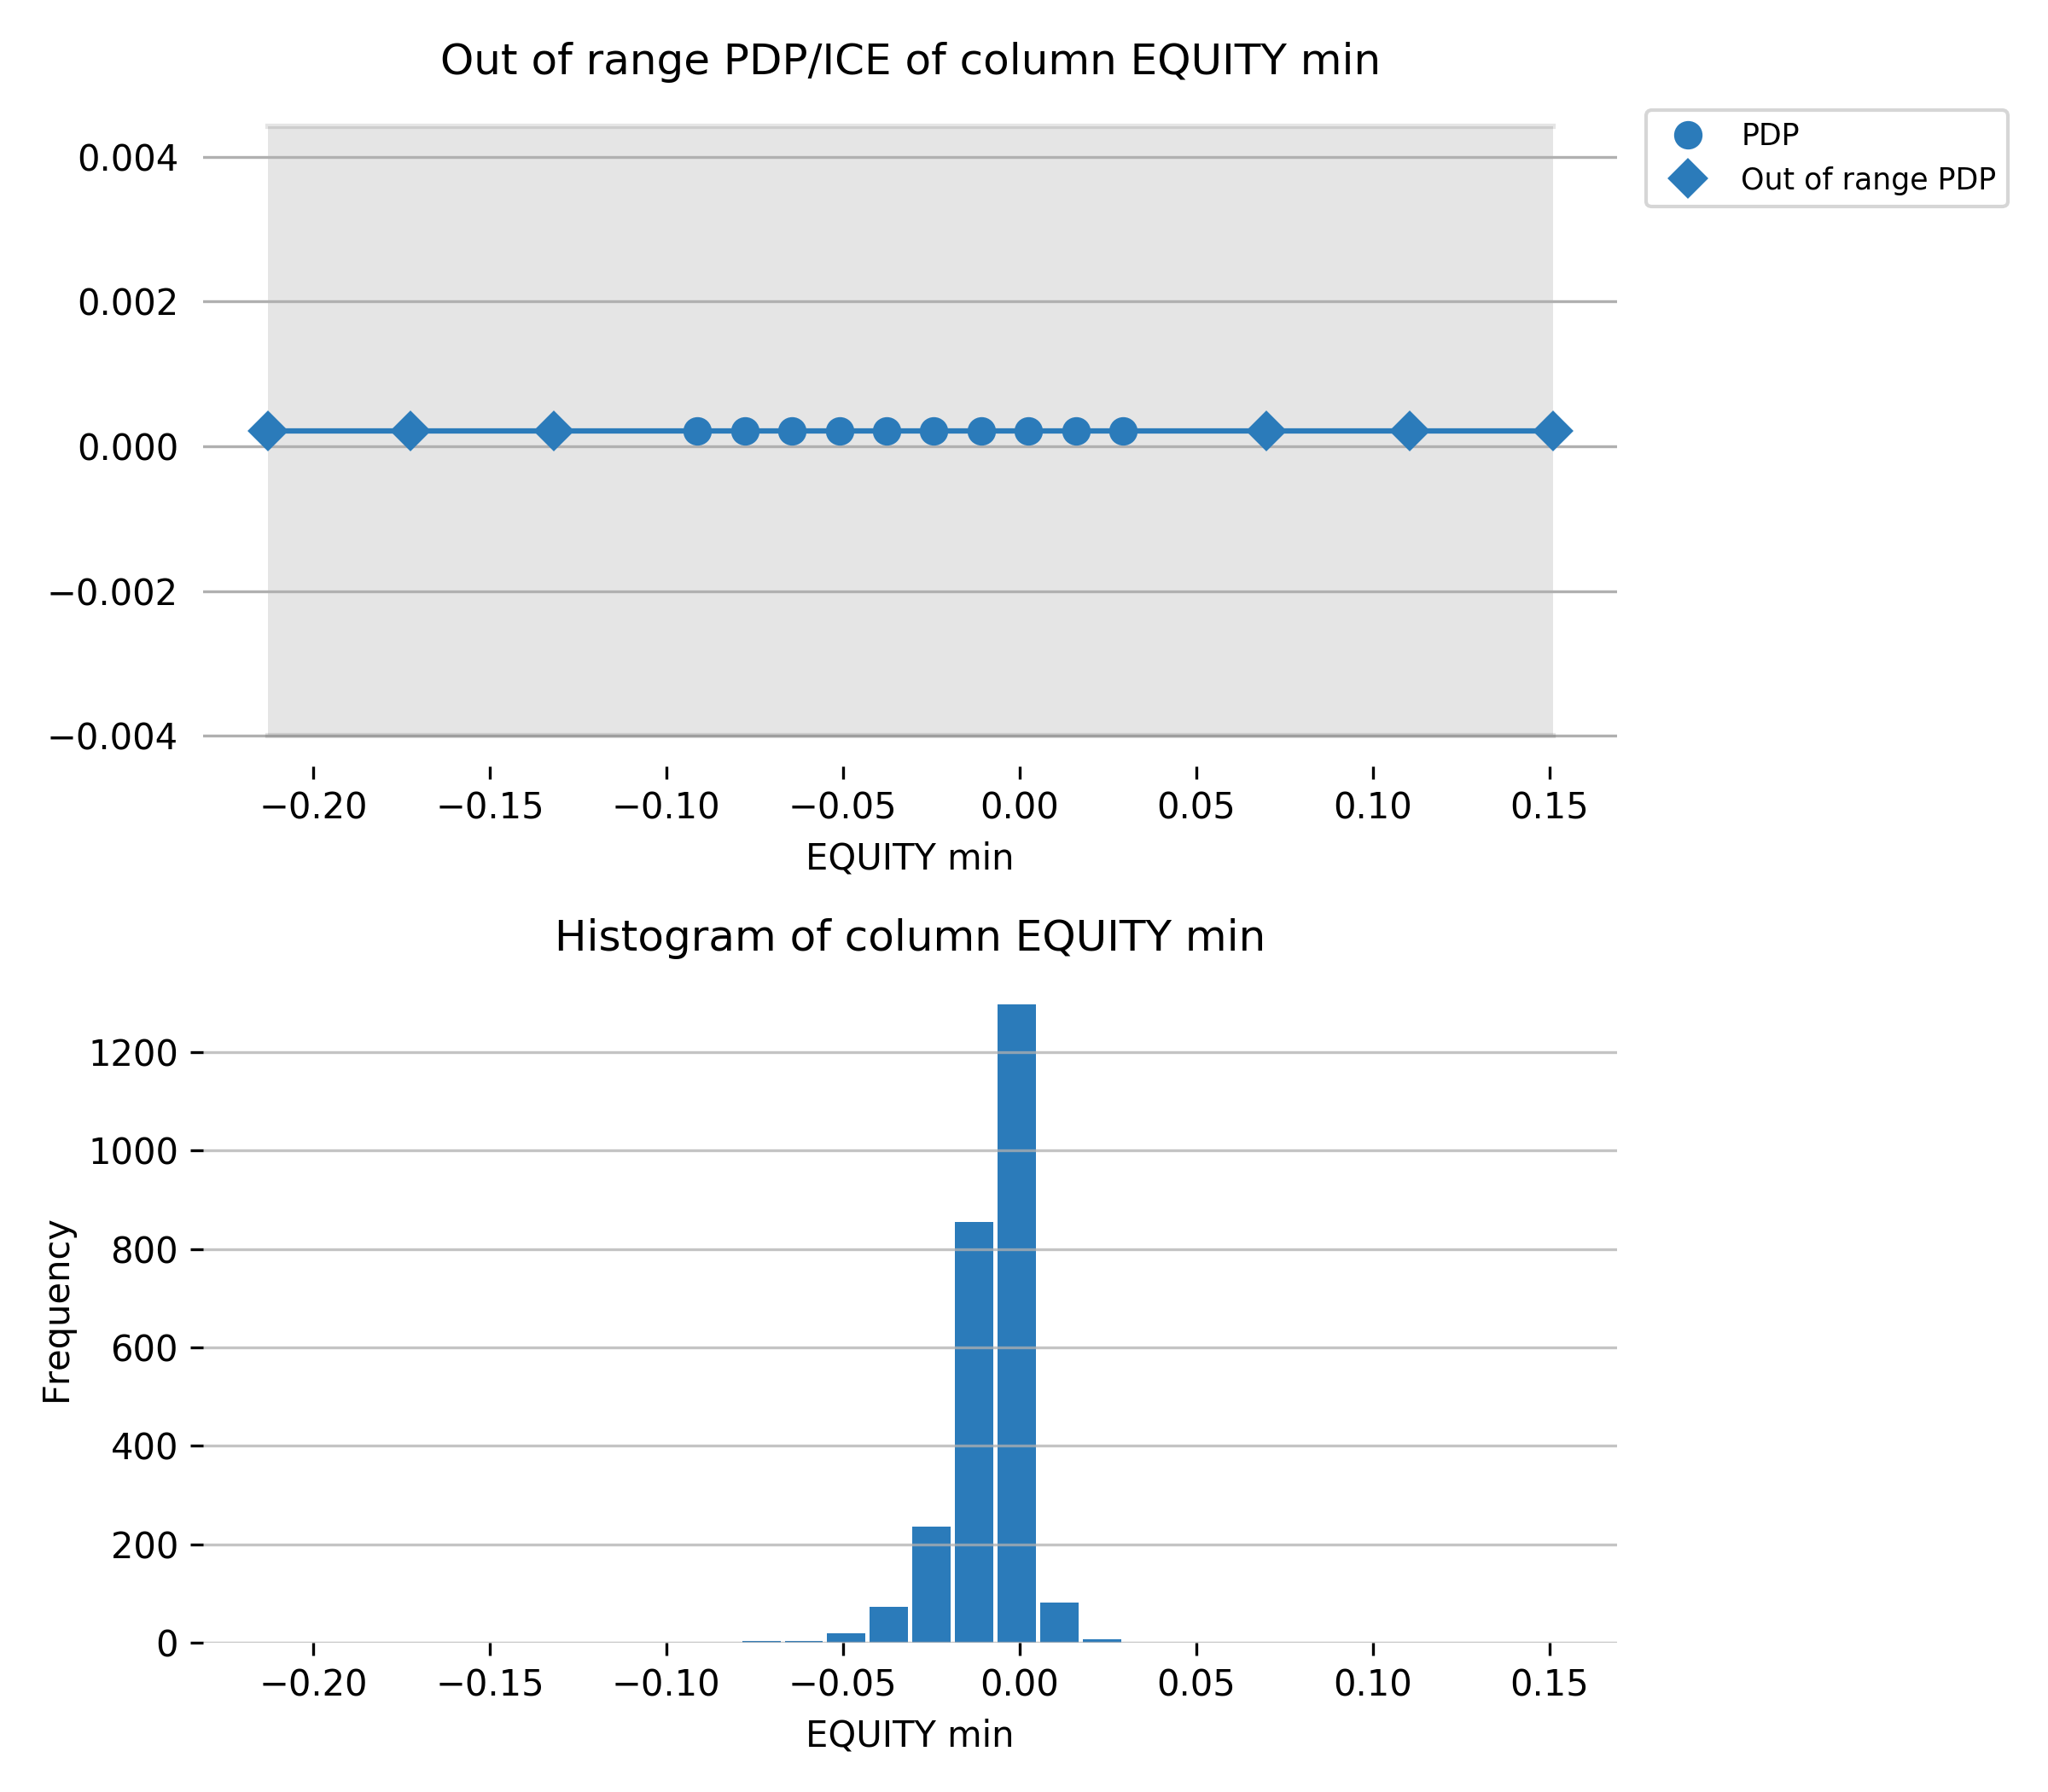 Out of range PDP/ICE of column EQUITY min
PDP
Out of range PDP
0.004
0.002
0.000
−0.002
−0.004
−0.20 −0.15 −0.10 −0.05 0.00 0.05 0.10 0.15
EQUITY min
Histogram of column EQUITY min
Frequency
1200
1000
800
600
400
200
0
−0.20 −0.15 −0.10 −0.05 0.00 0.05 0.10 0.15
EQUITY min